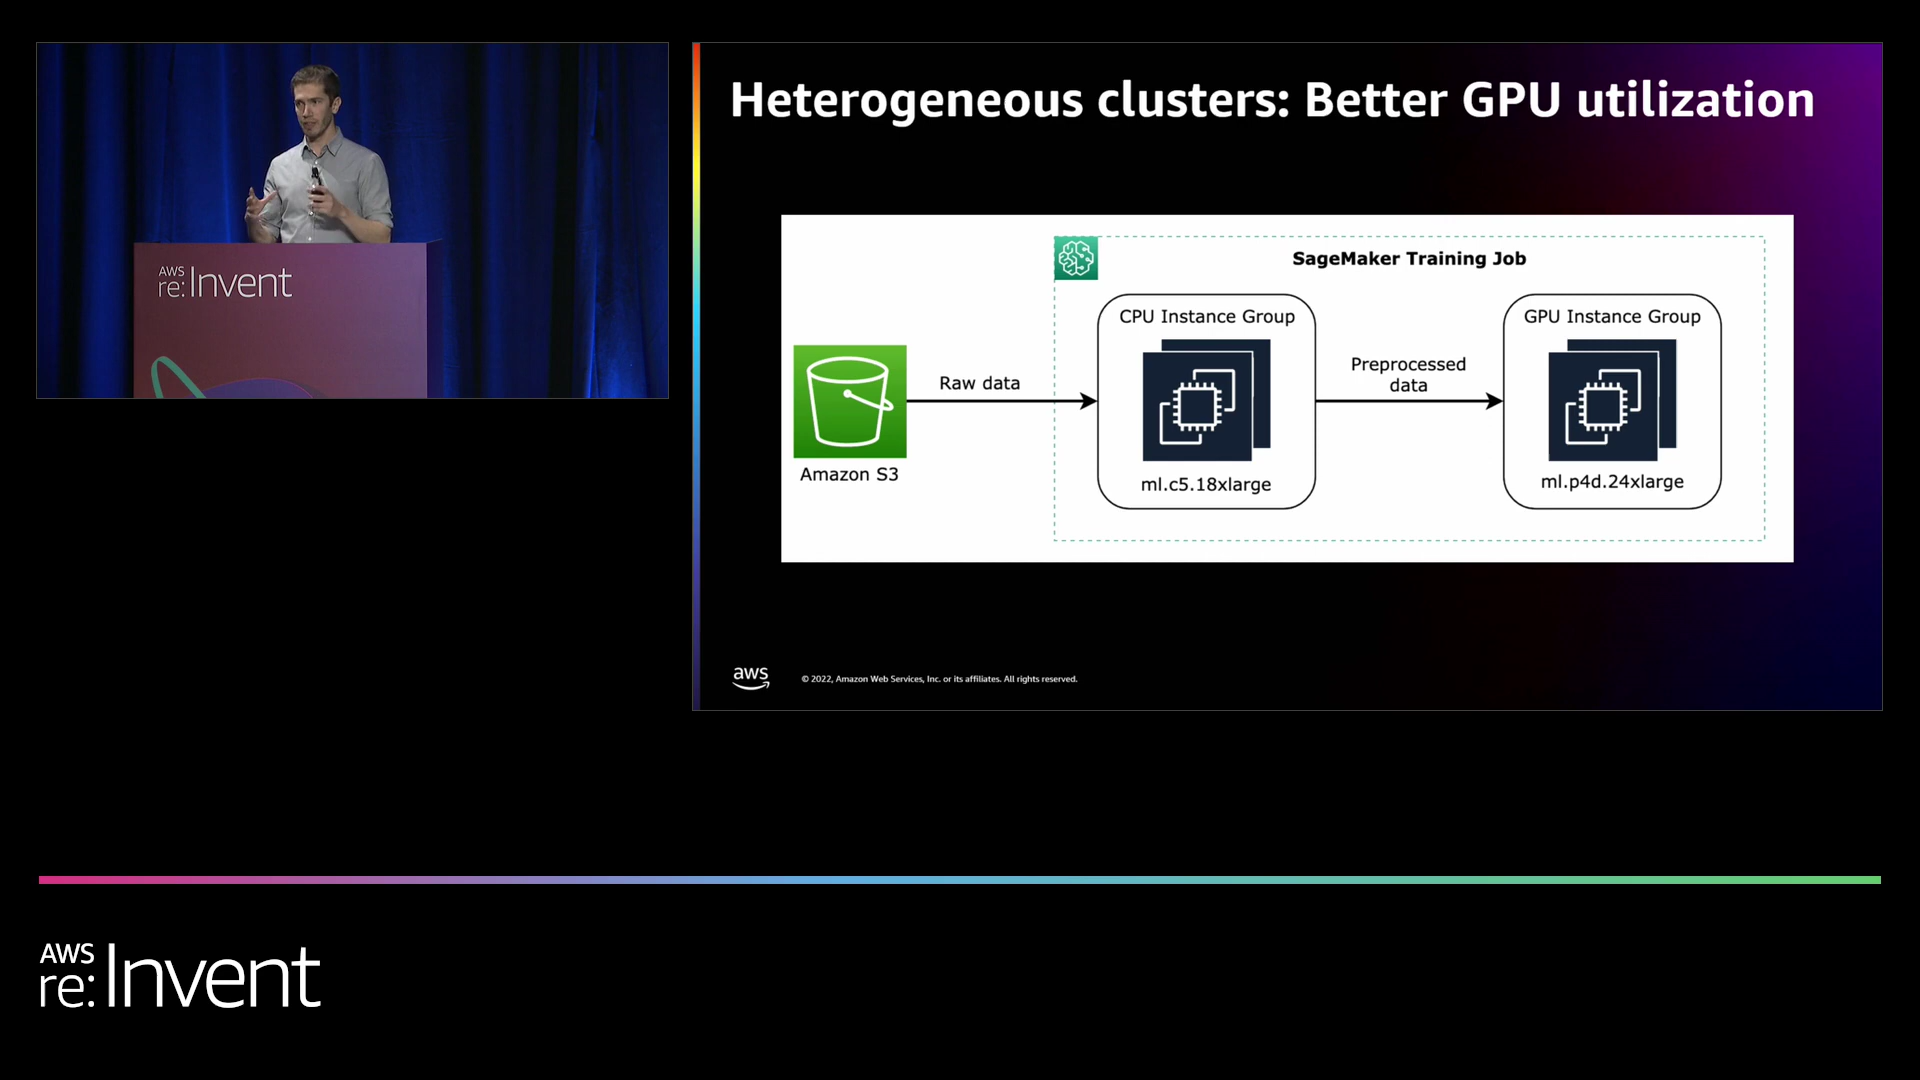 AWS
re:Invent
Heterogeneous clusters: Better GPU utilization
SageMaker Training Job
CPU Instance Group
GPU Instance Group
Raw data
Preprocessed
data
Amazon S3
ml.c5.18xlarge
ml.p4d.24xlarge
aws
© 2022, Amazon Web Services, Inc. or its affiliates. All rights reserved.
AWS
re:Invent